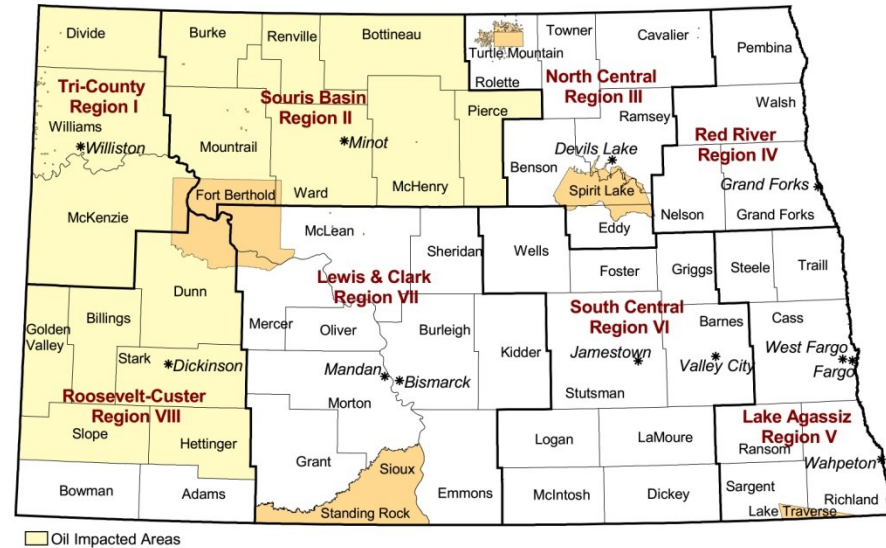 Divide
Burke
Renville
Bottineau
Towner
Cavalier
Pembina
Turtle Mountain
Rolette
Tri-County
Region I
Souris Basin
Region II
North Central
Region III
Pierce
Ramsey
Walsh
Williams
Williston
Mountrail
Minot
Devils Lake
Red River
Region IV
Benson
Fort Berthold
Ward
McHenry
Spirit Lake
Grand Forks
McKenzie
Nelson
Grand Forks
Eddy
McLean
Sheridan
Wells
Foster
Griggs
Steele
Traill
Dunn
Lewis & Clark
Region VII
Golden
Valley
Billings
Mercer
Oliver
Burleigh
Kidder
South Central
Region VI
Barnes
Cass
Stark
Dickinson
Mandan
Bismarck
Jamestown
Valley City
West Fargo
Fargo
Roosevelt-Custer
Region VIII
Morton
Stutsman
Slope
Hettinger
Grant
Sioux
Logan
LaMoure
Lake Agassiz
Region V
Ransom
Wahpeton
Bowman
Adams
Standing Rock
Emmons
McIntosh
Dickey
Sargent
Richland
Lake Traverse
Oil Impacted Areas